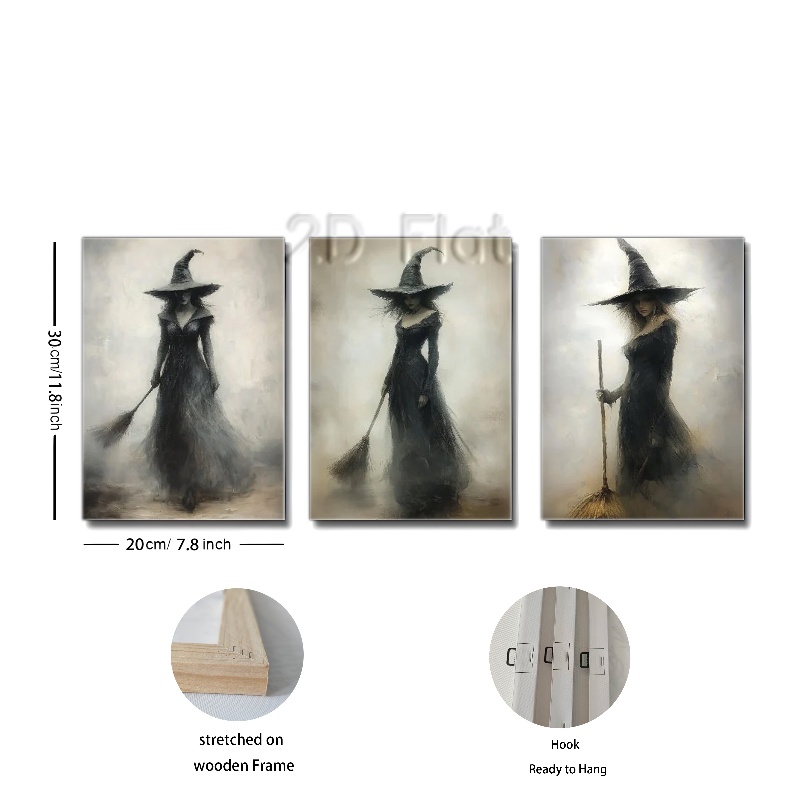 2D Flat
30cm/11.8inch
20cm/ 7.8 inch
stretched on
wooden Frame
Hook
Ready to Hang